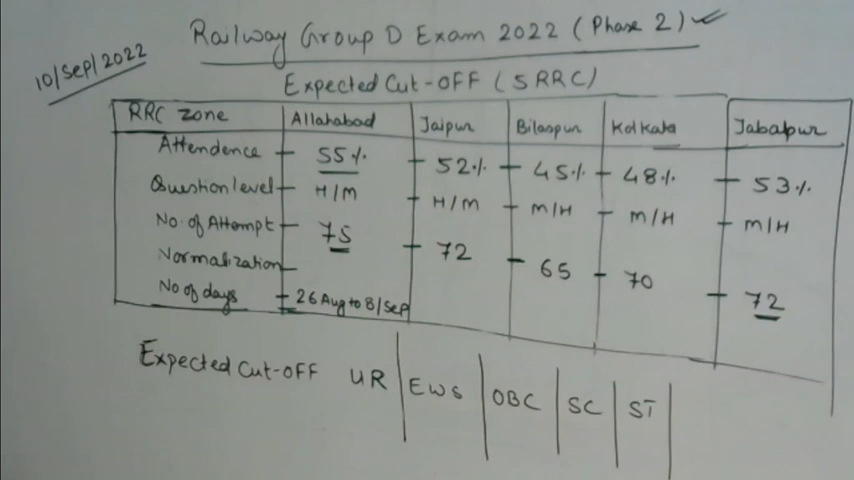 Railway Group D Exam 2022 (Phase 2)
10/Sep/2022
Expected Cut-OFF (5 RRC)
RRC Zone Allahabad Jaipur Bilaspur Kolkata Jabalpur
Attendence 55% 52% 45% 48% 53%
Question level H/M H/M M/H M/H M/H
No. of Attempt 75 72 65 70 72
Normalization
No of days 26 Aug to 8/Sep
Expected Cut-OFF UR EWS OBC SC ST